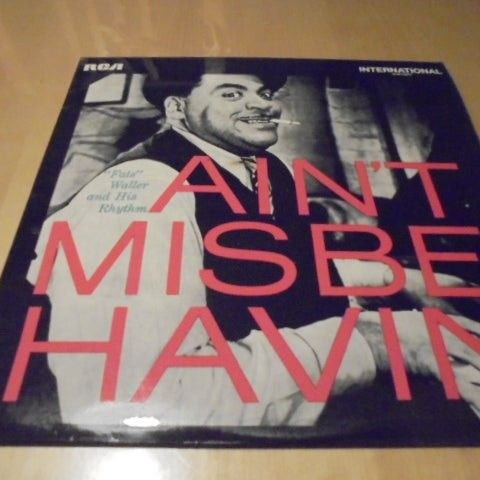 RCA
INTERNATIONAL
"Fats"
Waller
and His
Rhythm
AIN'T
MISBE
HAVIN